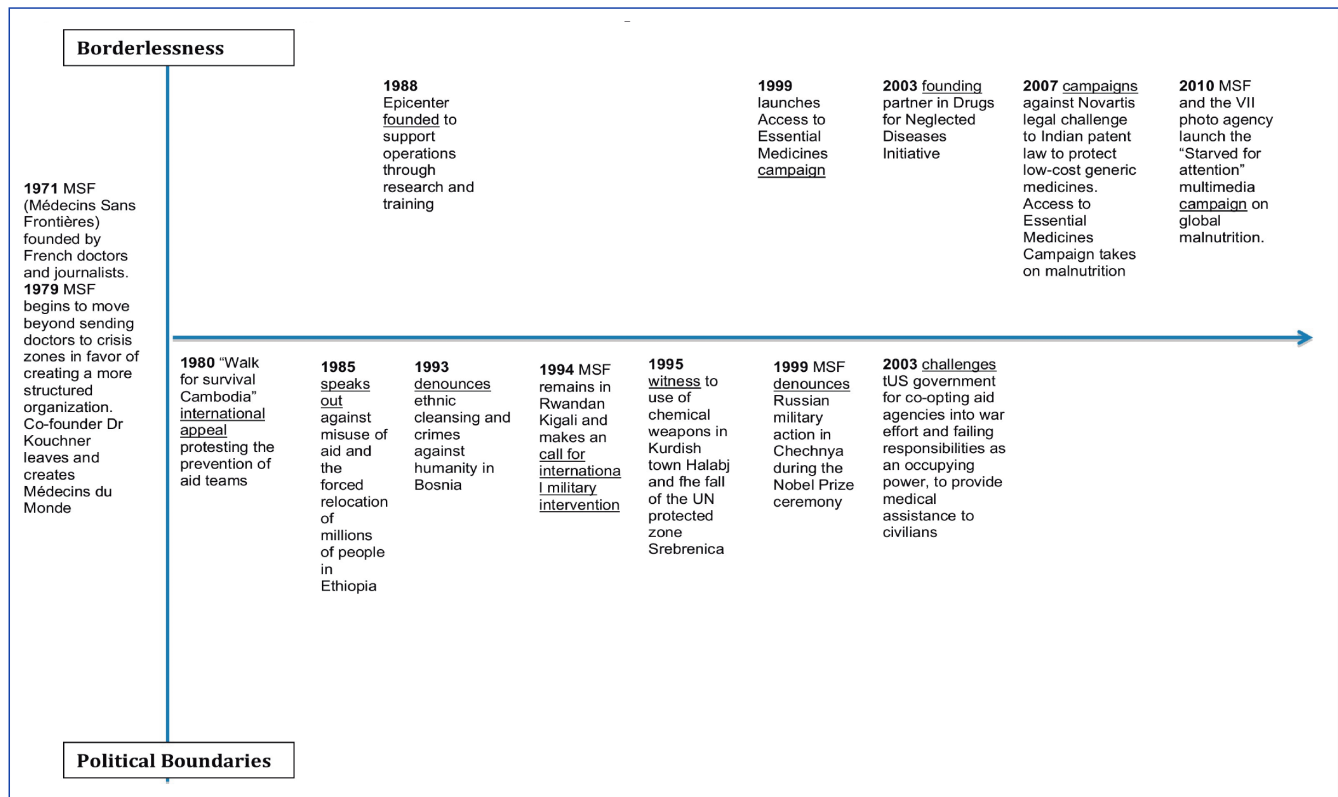 Borderlessness
1971 MSF
(Médecins Sans
Frontières)
founded by
French doctors
and journalists.
1979 MSF
begins to move
beyond sending
doctors to crisis
zones in favor of
creating a more
structured
organization.
Co-founder Dr
Kouchner
leaves and
creates
Médecins du
Monde
1988
Epicenter
founded to
support
operations
through
research and
training
1999
launches
Access to
Essential
Medicines
campaign
2003 founding
partner in Drugs
for Neglected
Diseases
Initiative
2007 campaigns
against Novartis
legal challenge
to Indian patent
law to protect
low-cost generic
medicines.
Access to
Essential
Medicines
Campaign takes
on malnutrition
2010 MSF
and the VII
photo agency
launch the
“Starved for
attention”
multimedia
campaign on
global
malnutrition.
1980 “Walk
for survival
Cambodia”
international
appeal
protesting the
prevention of
aid teams
1985
speaks
out
against
misuse of
aid and
the
forced
relocation
of
millions
of people
in
Ethiopia
1993
denounces
ethnic
cleansing and
crimes
against
humanity in
Bosnia
1994 MSF
remains in
Rwandan
Kigali and
makes an
call for
internationa
l military
intervention
1995
witness to
use of
chemical
weapons in
Kurdish
town Halabj
and fhe fall
of the UN
protected
zone
Srebrenica
1999 MSF
denounces
Russian
military
action in
Chechnya
during the
Nobel Prize
ceremony
2003 challenges
tUS government
for co-opting aid
agencies into war
effort and failing
responsibilities as
an occupying
power, to provide
medical
assistance to
civilians
Political Boundaries